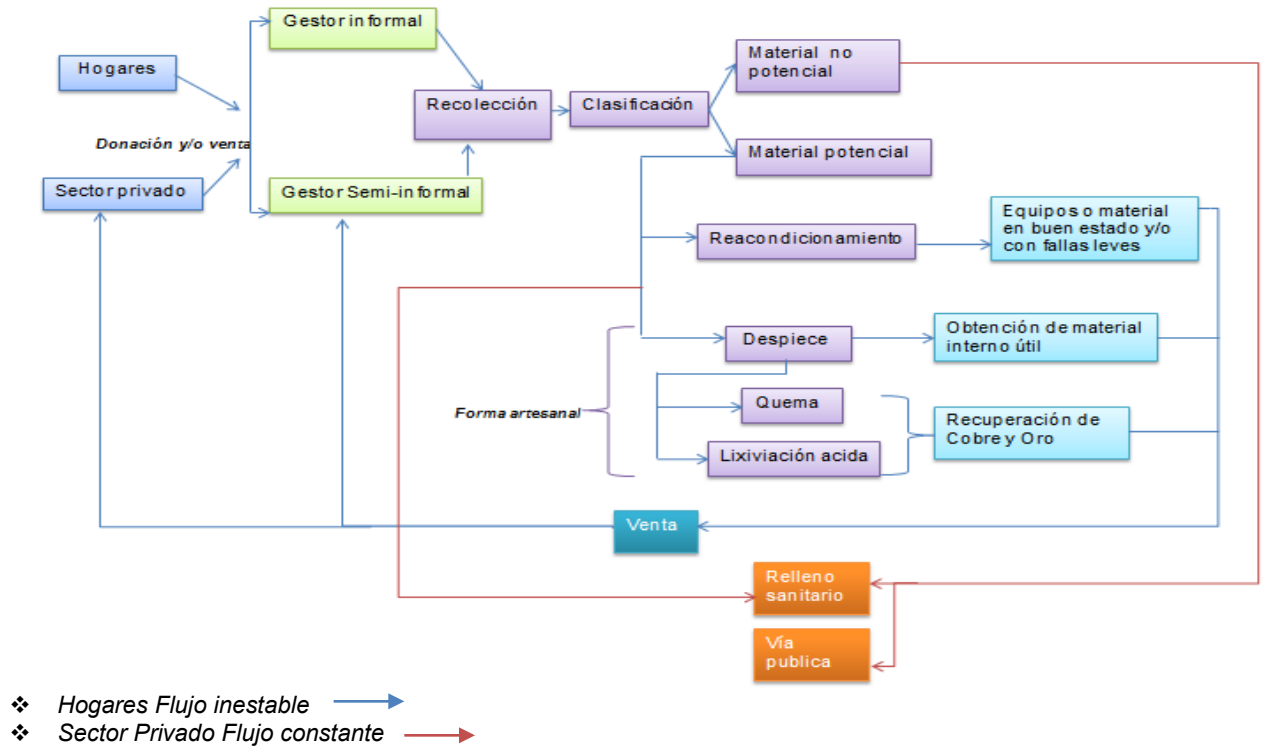 Gestor informal
Hogares
Material no
potencial
Recolección
Clasificación
Donación y/o venta
Material potencial
Sector privado
Gestor Semi-informal
Equipos o material
en buen estado y/o
con fallas leves
Reacondicionamiento
Obtención de material
interno útil
Despiece
Quema
Forma artesanal
Recuperación de
Cobre y Oro
Lixiviación acida
Venta
Relleno
sanitario
Vía
publica
Hogares Flujo inestable
Sector Privado Flujo constante